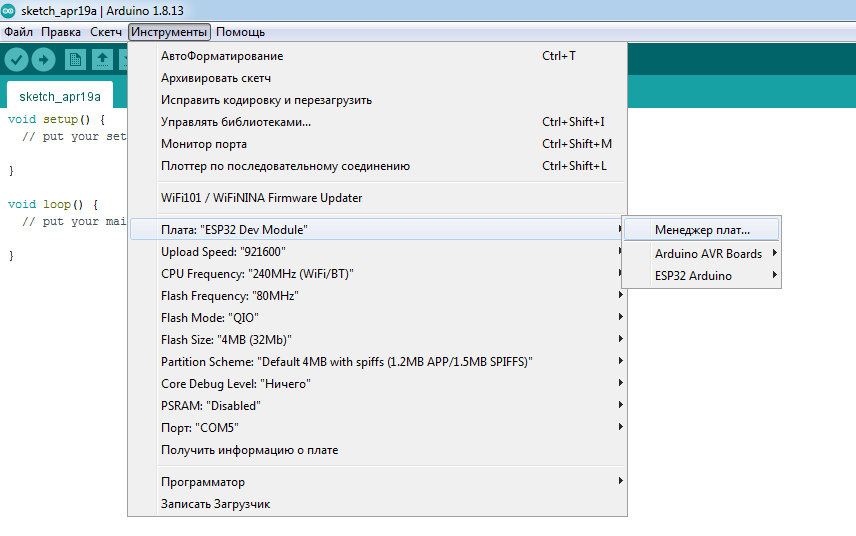 sketch_apr19a | Arduino 1.8.13
Файл Правка Скетч Инструменты Помощь
sketch_apr19a
void setup() {
// put your set
}
void loop() {
// put your mai
}
АвтоФорматирование Ctrl+T
Архивировать скетч
Исправить кодировку и перезагрузить
Управлять библиотеками... Ctrl+Shift+I
Монитор порта Ctrl+Shift+M
Плоттер по последовательному соединению Ctrl+Shift+L
WiFi101 / WiFiNINA Firmware Updater
Плата: "ESP32 Dev Module"
Upload Speed: "921600"
CPU Frequency: "240MHz (WiFi/BT)"
Flash Frequency: "80MHz"
Flash Mode: "QIO"
Flash Size: "4MB (32Mb)"
Partition Scheme: "Default 4MB with spiffs (1.2MB APP/1.5MB SPIFFS)"
Core Debug Level: "Ничего"
PSRAM: "Disabled"
Порт: "COM5"
Получить информацию о плате
Программатор
Записать Загрузчик
Менеджер плат...
Arduino AVR Boards
ESP32 Arduino